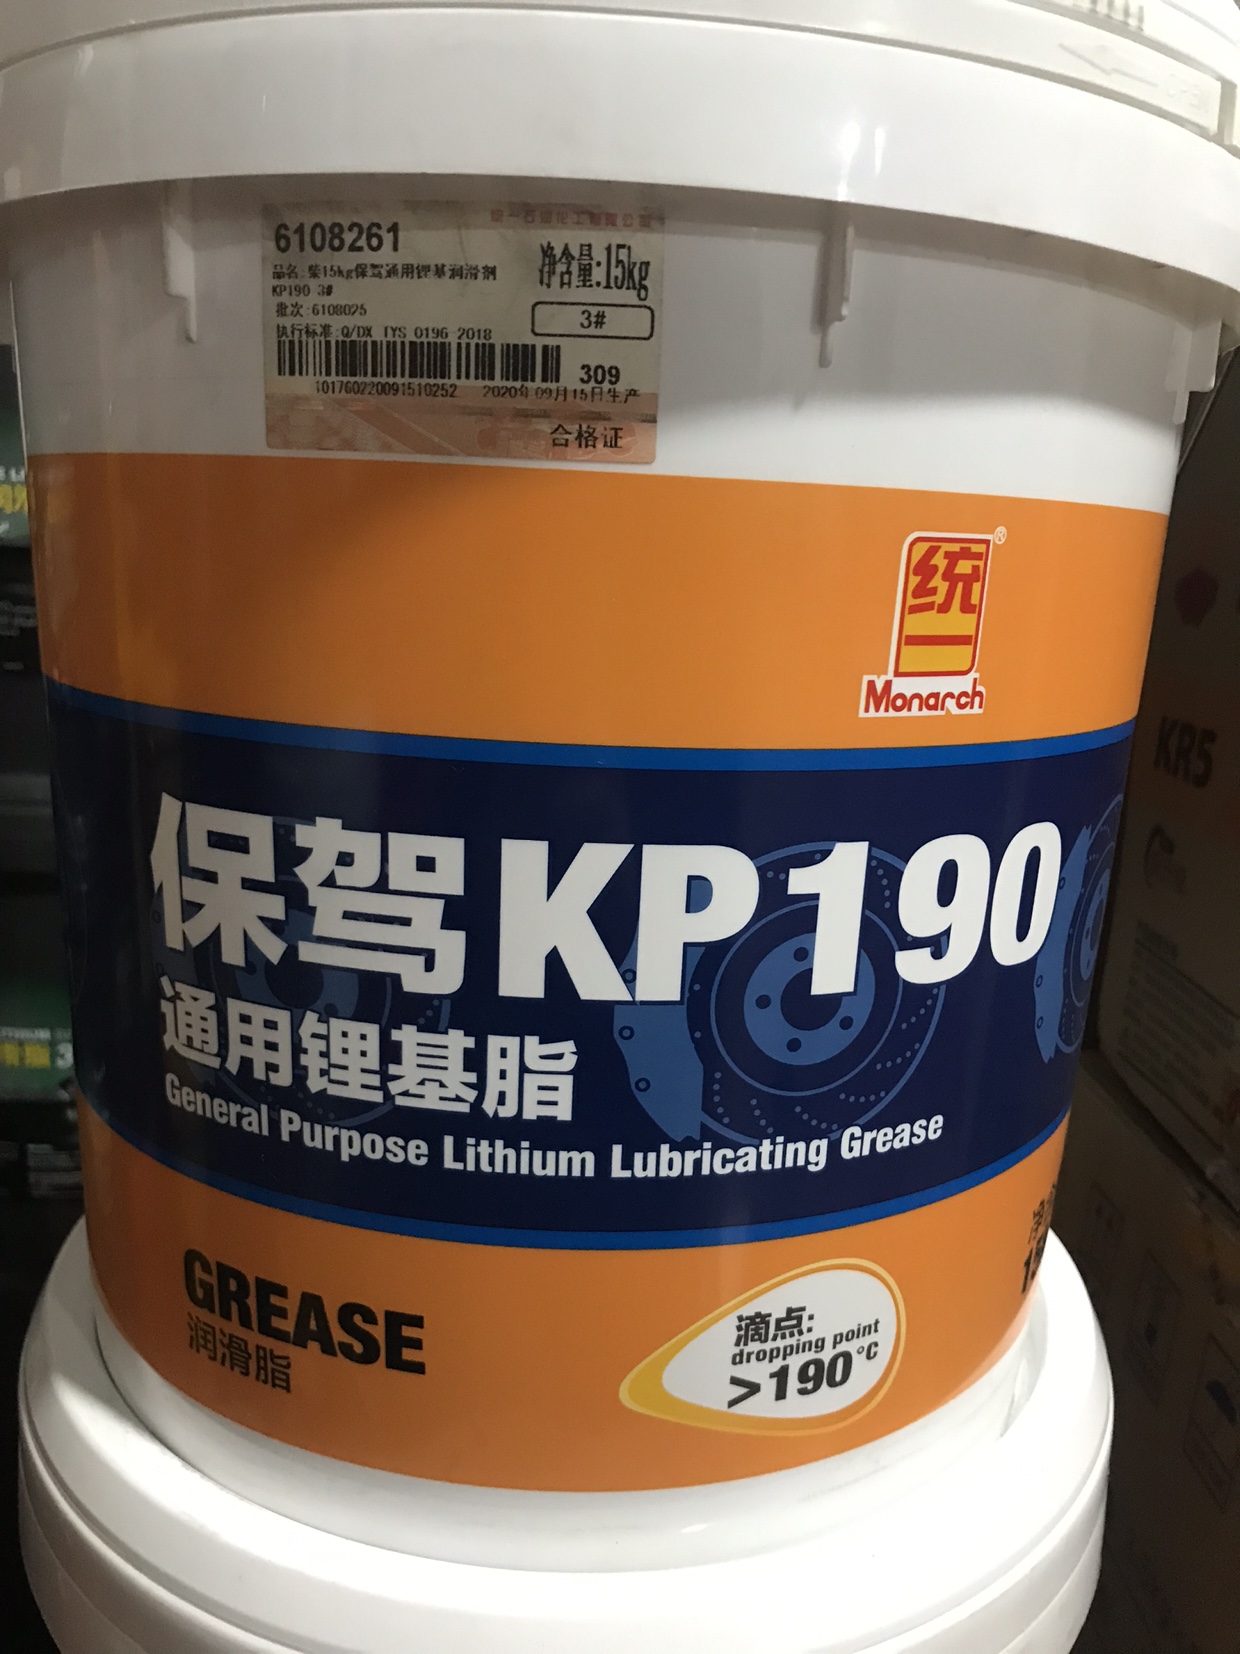 6108261
净含量:15kg
品名:柴15kg保驾通用锂基润滑剂
KP190 3#
3#
批次:6108025
执行标准:Q/DX TYS 0196-2018
309
101760220091510252 2020年09月15日生产
合格证
统一®
Monarch
保驾KP190
通用锂基脂
General Purpose Lithium Lubricating Grease
GREASE
润滑脂
滴点:
dropping point
>190℃
KR5